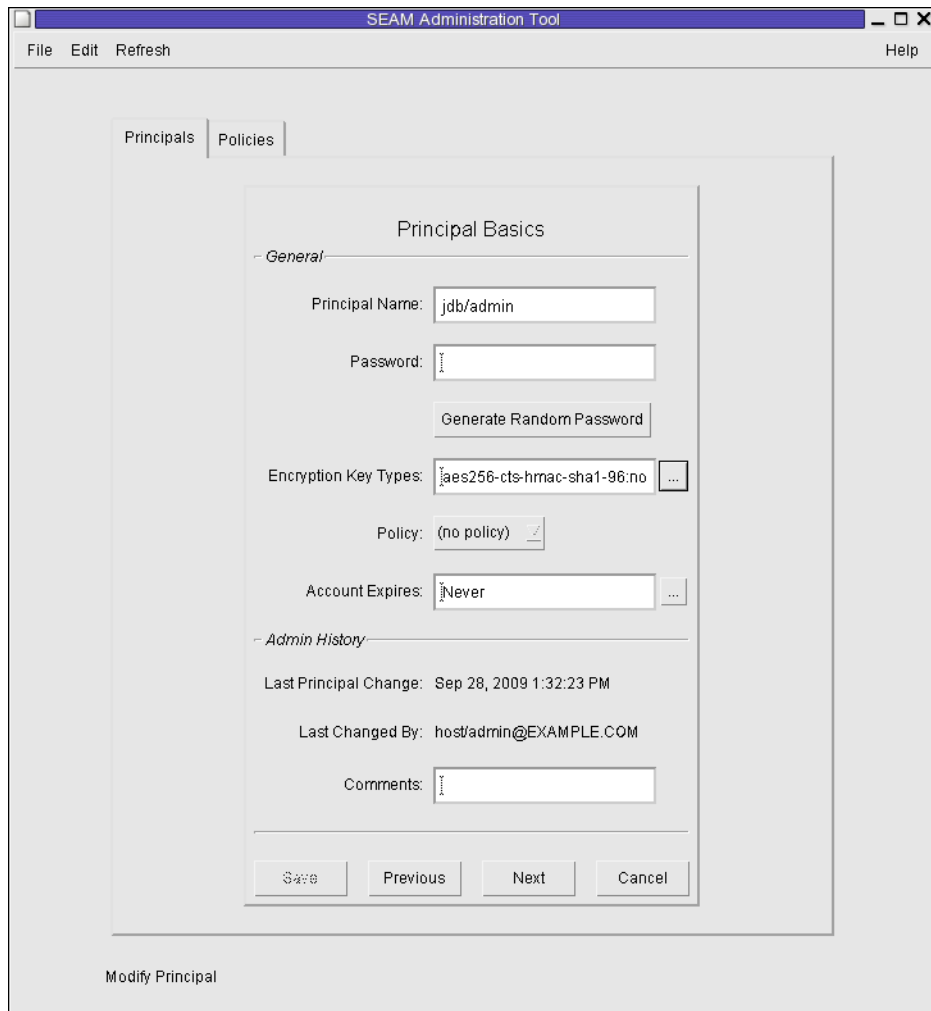 SEAM Administration Tool
File Edit Refresh Help
Principals Policies
Principal Basics
General
Principal Name: jdb/admin
Password:
Generate Random Password
Encryption Key Types: aes256-cts-hmac-sha1-96:no ...
Policy: (no policy)
Account Expires: Never ...
Admin History
Last Principal Change: Sep 28, 2009 1:32:23 PM
Last Changed By: host/admin@EXAMPLE.COM
Comments:
Save Previous Next Cancel
Modify Principal